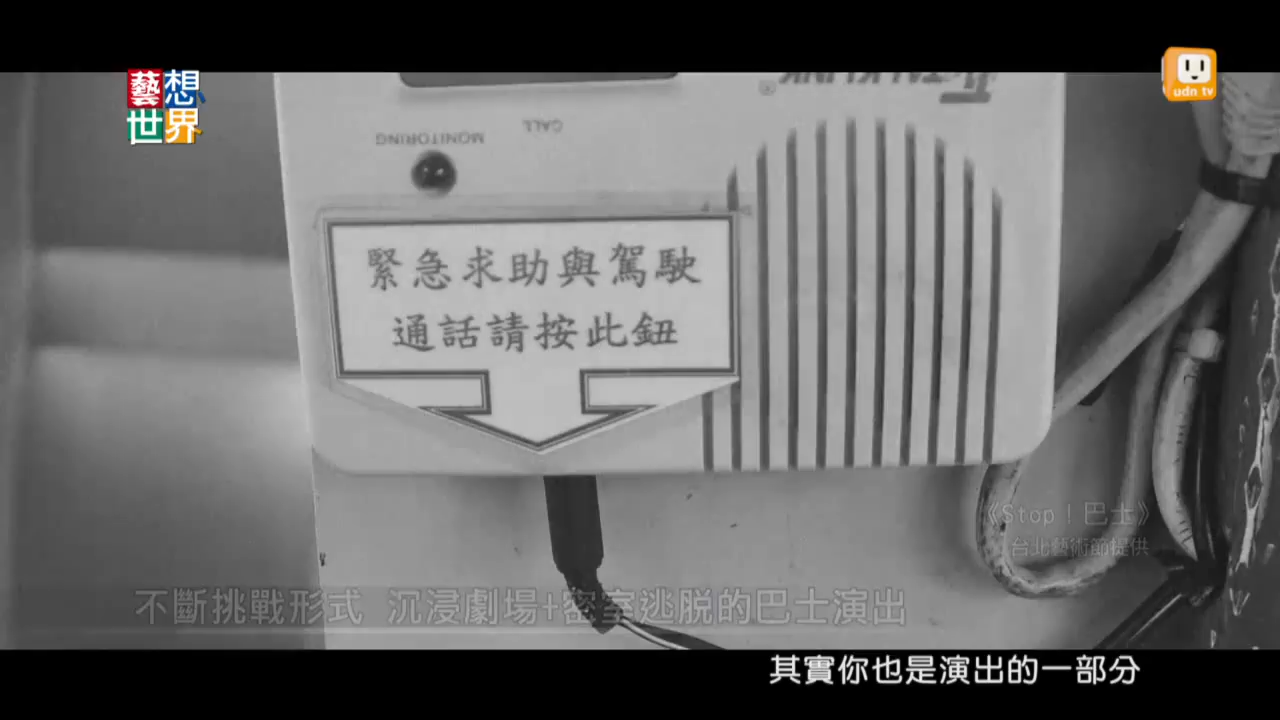 藝想
世界
udn tv
TALKLINK
CALL
MONITORING
緊急求助與駕駛
通話請按此鈕
《Stop！巴士》
台北藝術節提供
不斷挑戰形式 沉浸劇場+密室逃脫的巴士演出
其實你也是演出的一部分